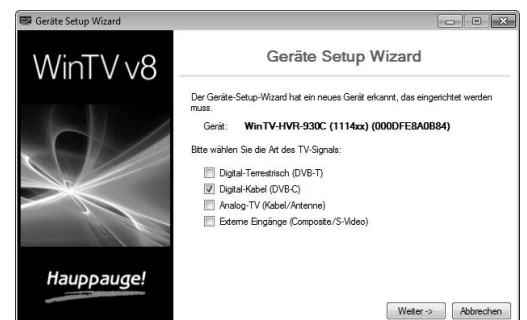 Geräte Setup Wizard
WinTV v8
Geräte Setup Wizard
Der Geräte-Setup-Wizard hat ein neues Gerät erkannt, das eingerichtet werden
muss.
Gerät: WinTV-HVR-930C (1114xx) (000DFE8A0B84)
Bitte wählen Sie die Art des TV-Signals:
Digital-Terrestrisch (DVB-T)
Digital-Kabel (DVB-C)
Analog-TV (Kabel/Antenne)
Externe Eingänge (Composite/S-Video)
Hauppauge!
Weiter -> Abbrechen